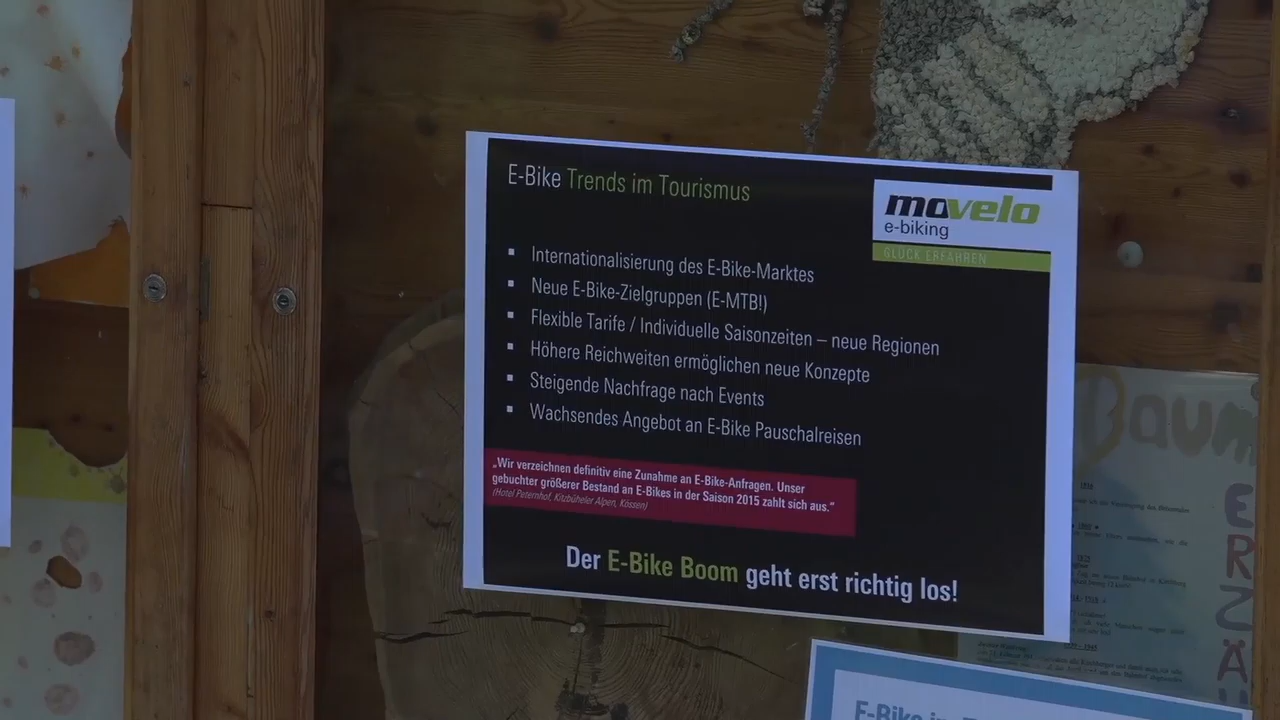 E-Bike Trends im Tourismus
movelo
e-biking
GLÜCK ERFAHREN
▪ Internationalisierung des E-Bike-Marktes
▪ Neue E-Bike-Zielgruppen (E-MTB!)
▪ Flexible Tarife / Individuelle Saisonzeiten – neue Regionen
▪ Höhere Reichweiten ermöglichen neue Konzepte
▪ Steigende Nachfrage nach Events
▪ Wachsendes Angebot an E-Bike Pauschalreisen
„Wir verzeichnen definitiv eine Zunahme an E-Bike-Anfragen. Unser
gebuchter größerer Bestand an E-Bikes in der Saison 2015 zahlt sich aus.“
(Hotel Peternhof, Kitzbüheler Alpen, Kössen)
Der E-Bike Boom geht erst richtig los!
E-Bike